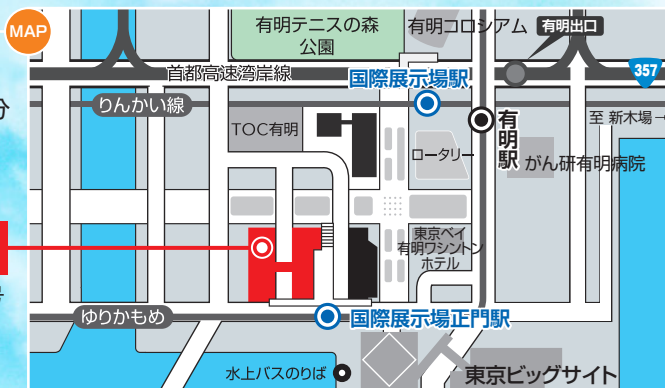 MAP
有明テニスの森
公園
有明コロシアム
有明出口
首都高速湾岸線
国際展示場駅
357
分
りんかい線
TOC有明
ロータリー
有明駅
至 新木場→
がん研有明病院
東京ベイ
有明ワシントン
ホテル
ゆりかもめ
国際展示場正門駅
水上バスのりば
東京ビッグサイト